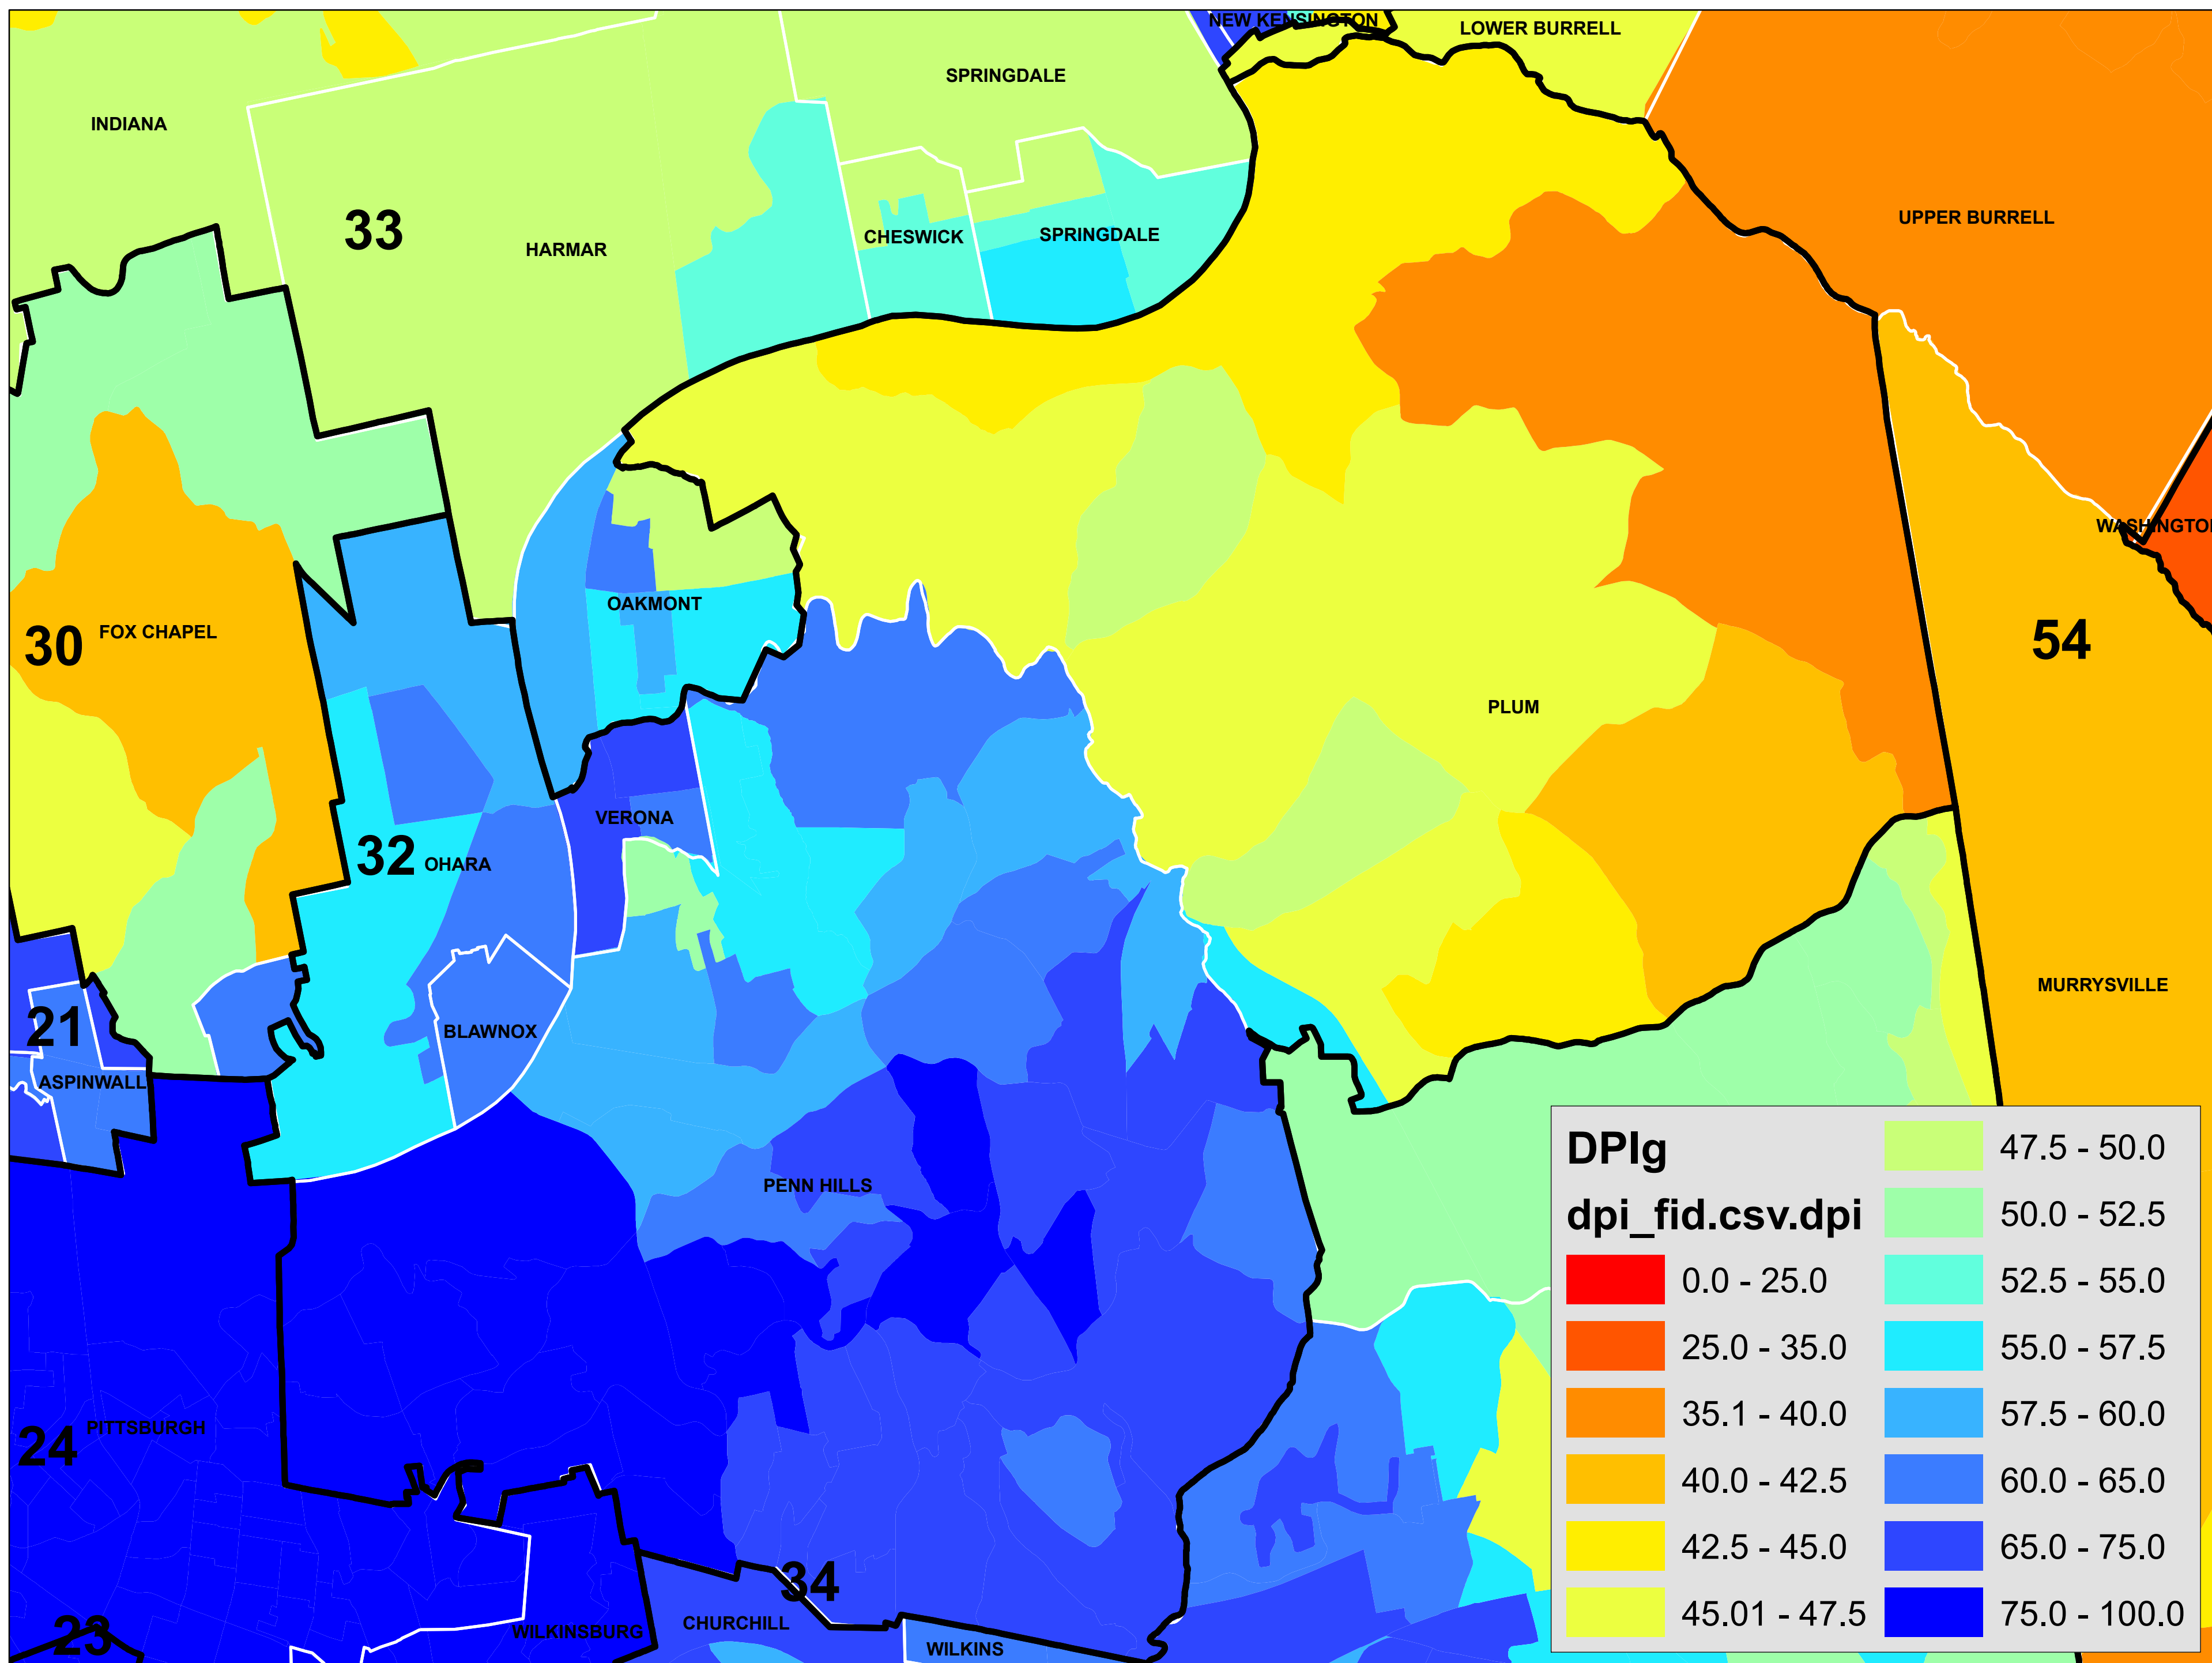 NEW KENSINGTON
LOWER BURRELL
SPRINGDALE
INDIANA
UPPER BURRELL
33
HARMAR
CHESWICK
SPRINGDALE
WASHINGTO
OAKMONT
30
FOX CHAPEL
54
PLUM
VERONA
32
OHARA
MURRYSVILLE
21
BLAWNOX
ASPINWALL
PENN HILLS
24
PITTSBURGH
34
23
WILKINSBURG
CHURCHILL
WILKINS
DPIg
dpi_fid.csv.dpi
0.0 - 25.0
25.0 - 35.0
35.1 - 40.0
40.0 - 42.5
42.5 - 45.0
45.01 - 47.5
47.5 - 50.0
50.0 - 52.5
52.5 - 55.0
55.0 - 57.5
57.5 - 60.0
60.0 - 65.0
65.0 - 75.0
75.0 - 100.0